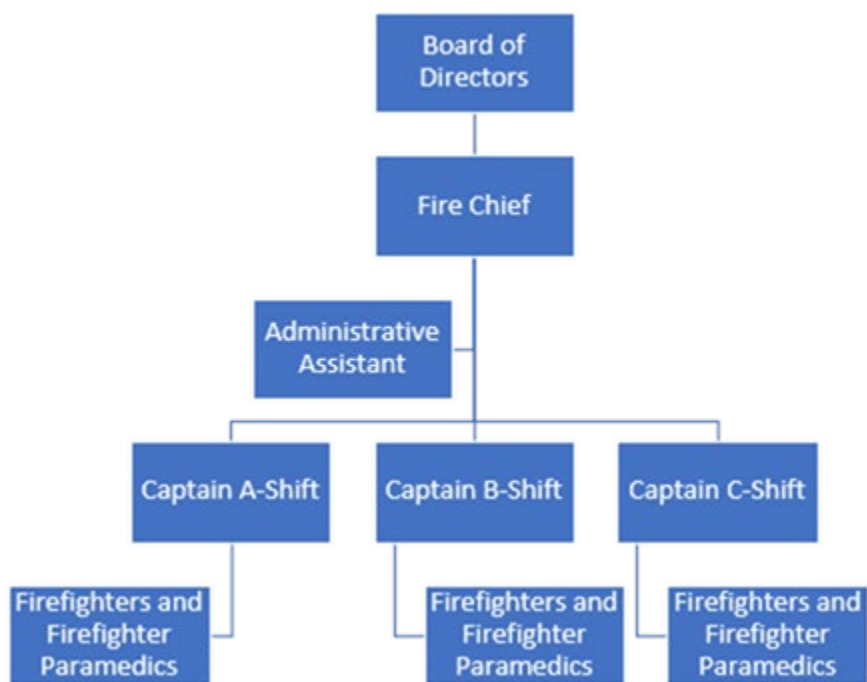 Board of
Directors
Fire Chief
Administrative
Assistant
Captain A-Shift
Captain B-Shift
Captain C-Shift
Firefighters and
Firefighter
Paramedics
Firefighters and
Firefighter
Paramedics
Firefighters and
Firefighter
Paramedics